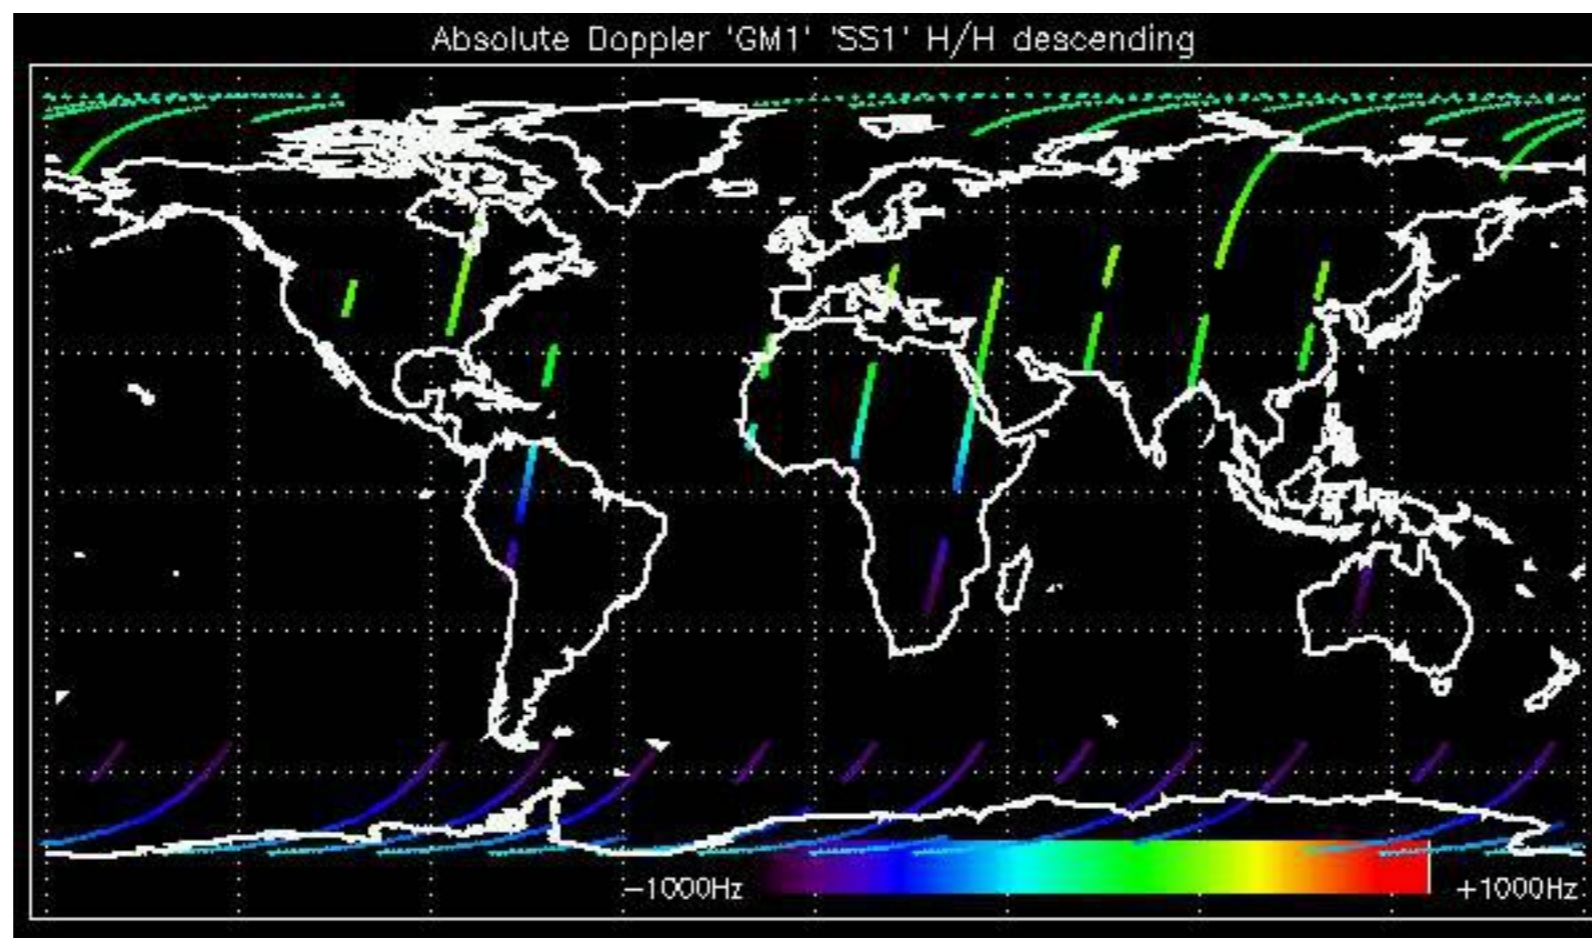 Absolute Doppler 'GM1' 'SS1' H/H descending
-1000Hz
+1000Hz